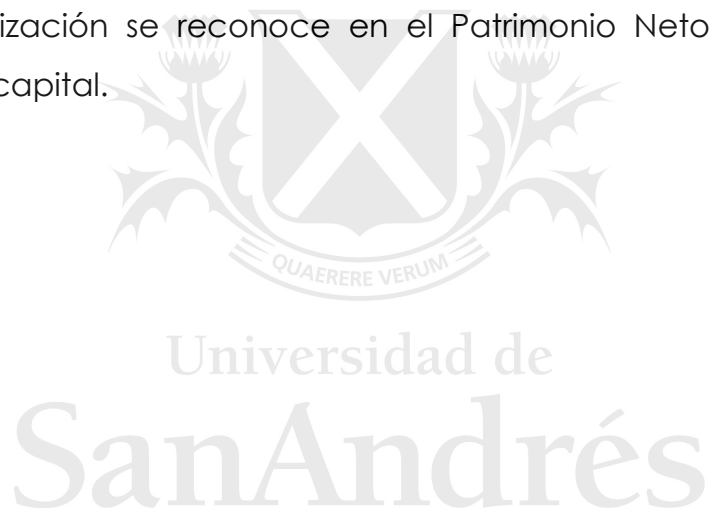 ización se reconoce en el Patrimonio Neto
capital.
QUAERERE VERUM
Universidad de
SanAndrés